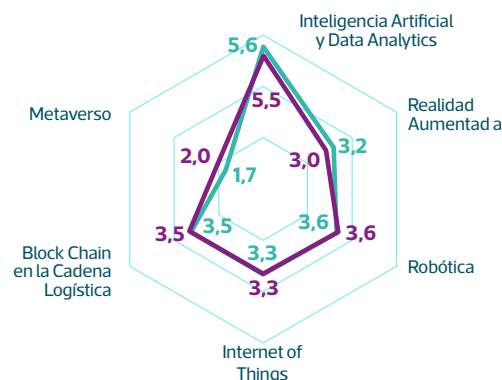 Inteligencia Artificial
y Data Analytics
5,6
5,5
Realidad
Aumentad a
3,2
3,0
Metaverso
2,0
1,7
3,5
3,5
3,6
3,6
Block Chain
en la Cadena
Logística
Robótica
3,3
3,3
Internet of
Things